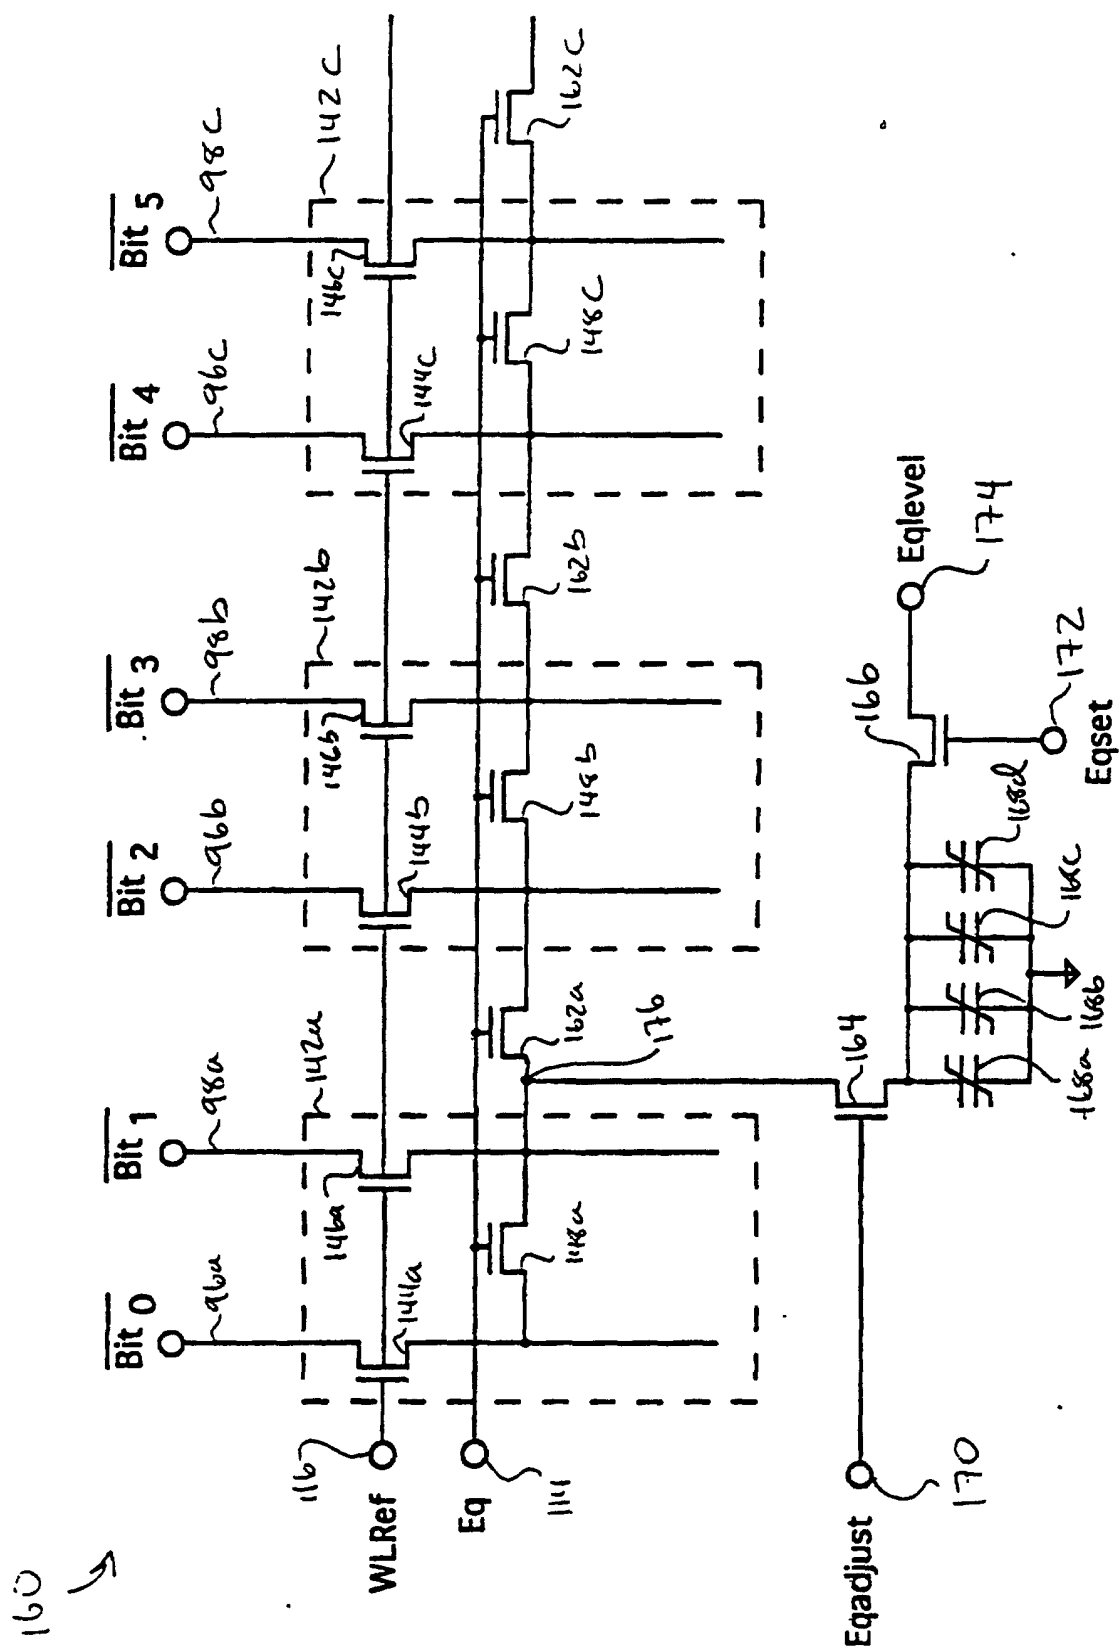 160
Bit 0
Bit 1
Bit 2
Bit 3
Bit 4
Bit 5
96a
98a
96b
98b
96c
98c
142a
142b
142c
146a
146b
146c
116
WLRef
144a
144b
144c
Eq
114
148a
162a
148b
162b
148c
162c
176
Eqadjust
170
164
166
Eqlevel
174
168a
168b
168c
168d
Eqset
172